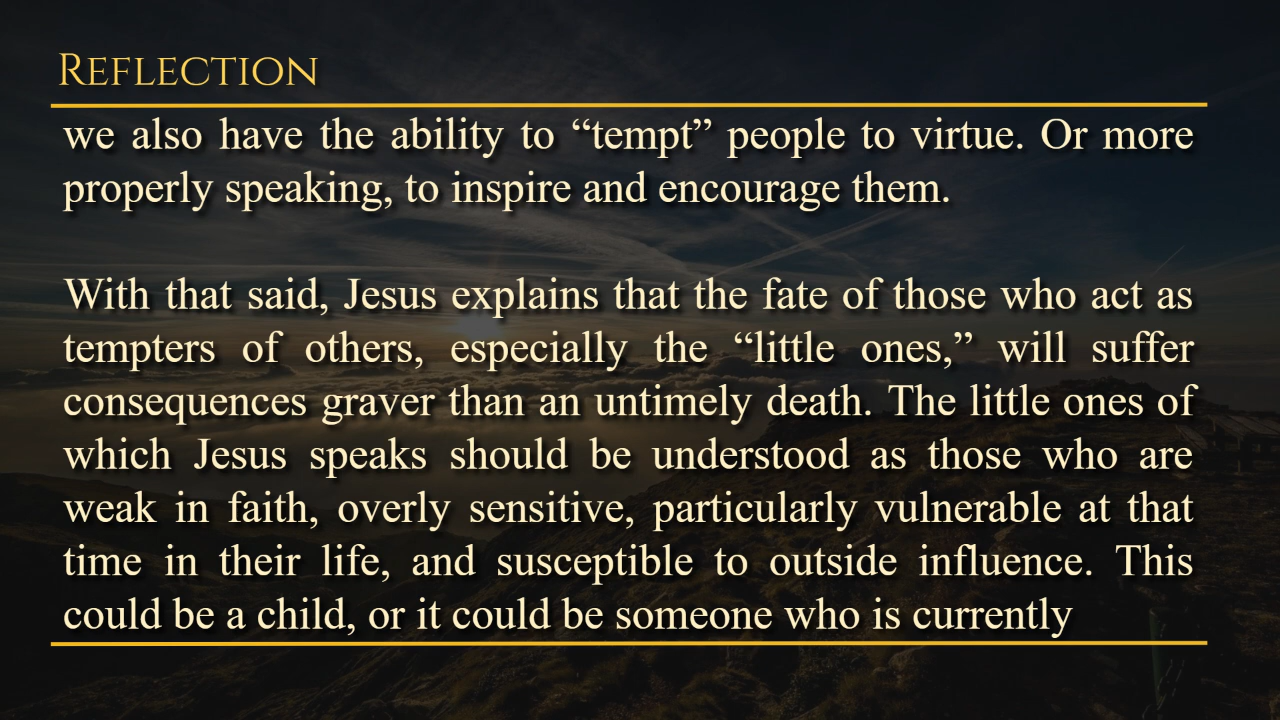 Reflection
we also have the ability to “tempt” people to virtue. Or more
properly speaking, to inspire and encourage them.
With that said, Jesus explains that the fate of those who act as
tempters of others, especially the “little ones,” will suffer
consequences graver than an untimely death. The little ones of
which Jesus speaks should be understood as those who are
weak in faith, overly sensitive, particularly vulnerable at that
time in their life, and susceptible to outside influence. This
could be a child, or it could be someone who is currently